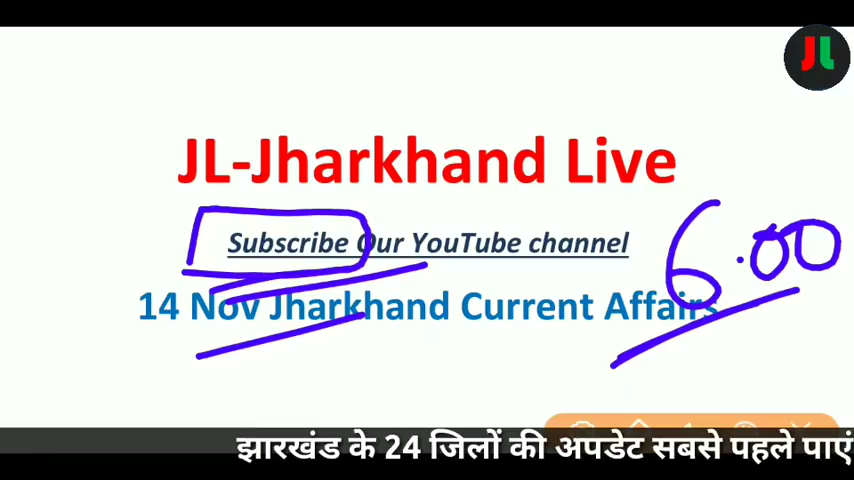 JL
JL-Jharkhand Live
Subscribe Our YouTube channel
6.00
14 Nov Jharkhand Current Affairs
झारखंड के 24 जिलों की अपडेट सबसे पहले पाएं